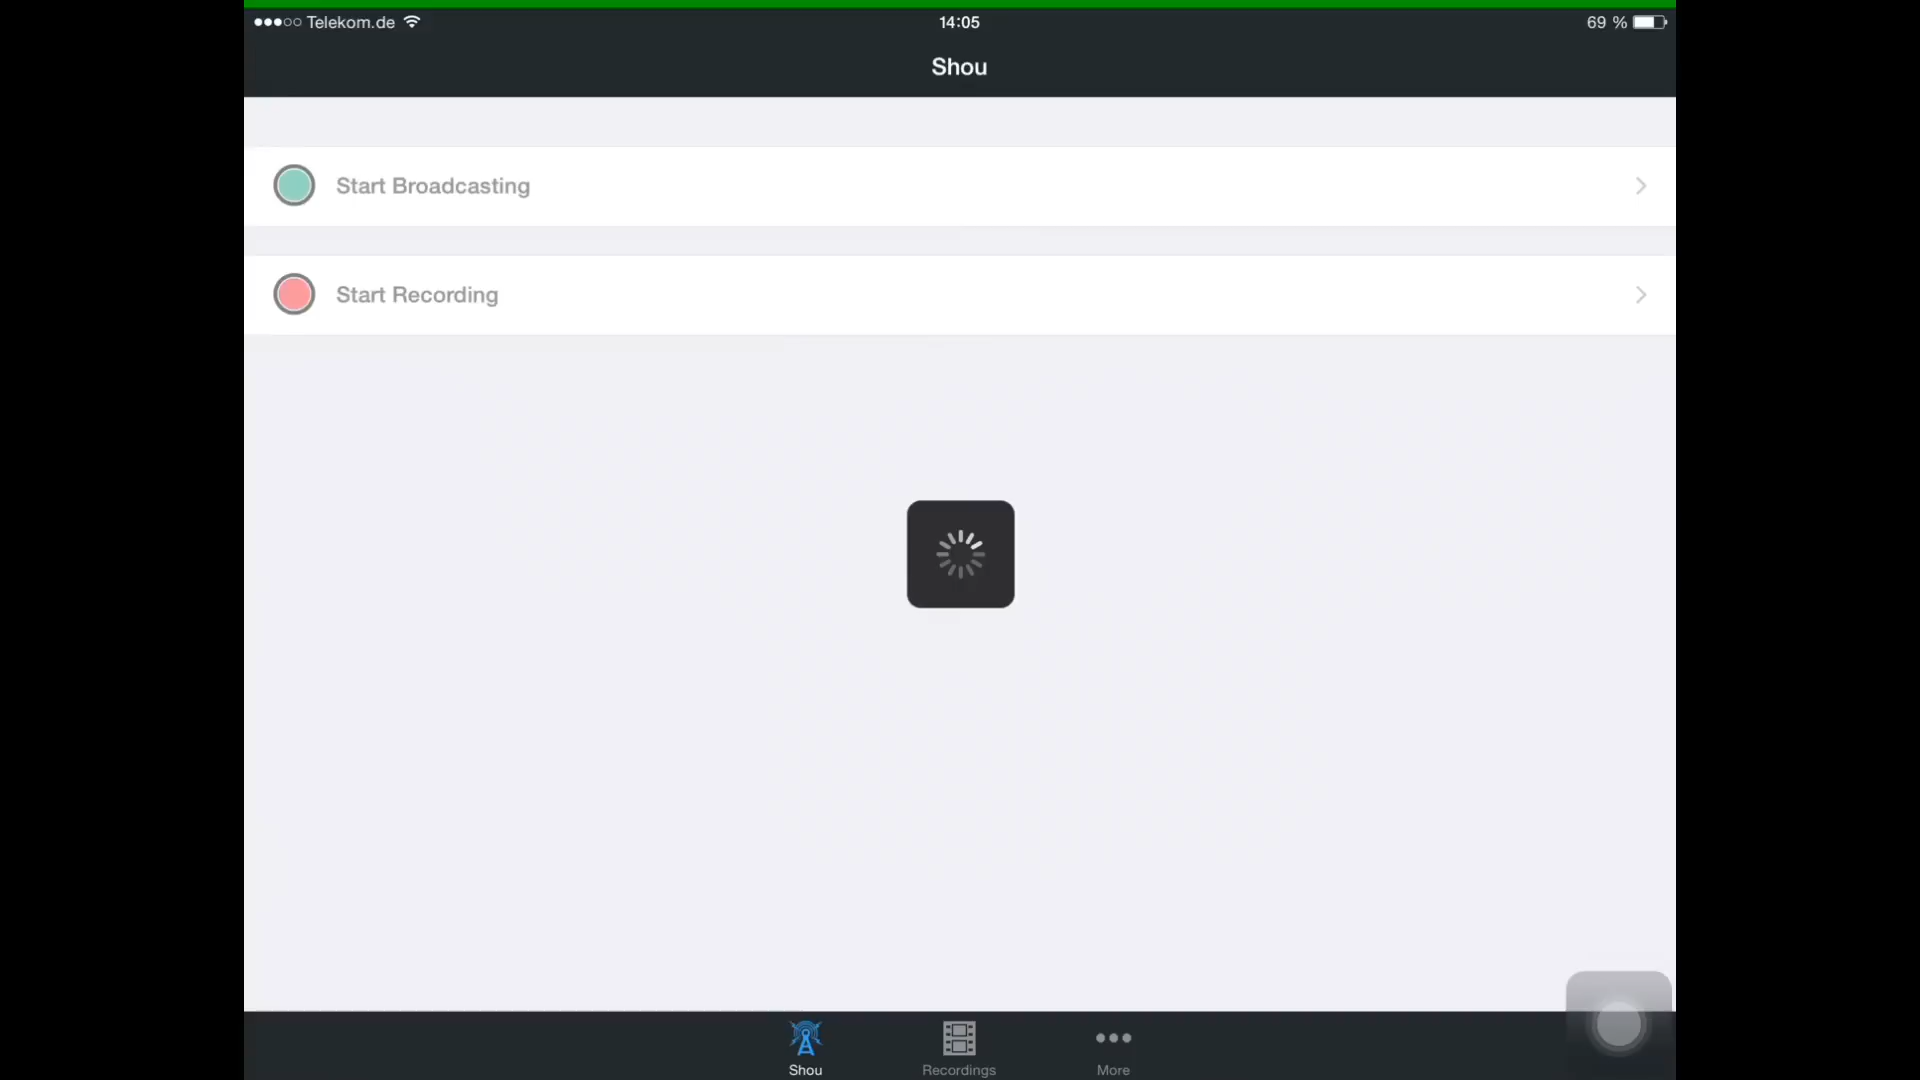 Telekom.de
14:05
69 %
Shou
Start Broadcasting
Start Recording
Shou
Recordings
More